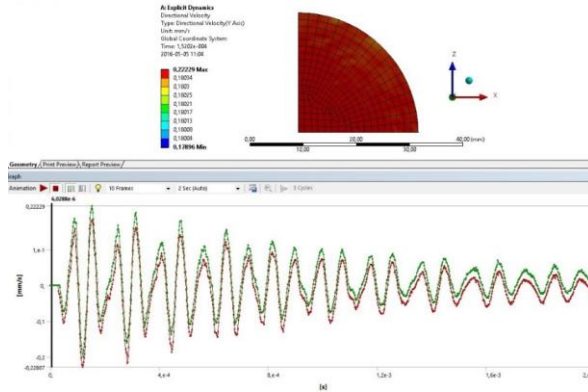 A: Explicit Dynamics
Directional Velocity
Type: Directional Velocity(Y Axis)
Unit: mm/s
Global Coordinate System
Time: 1,5202e-004
2016-05-05 11:04
0,22229 Max
0,18034
0,1803
0,18025
0,18021
0,18017
0,18013
0,18009
0,18004
0,17896 Min
Z
X
0,00
20,00
40,00 (mm)
10,00
30,00
Geometry / Print Preview \ Report Preview /
Graph
Animation
10 Frames
2 Sec (Auto)
3 Cycles
0,22229
1,e-1
0,
-0,1
-0,2
-0,22807
[mm/s]
0,
4,e-4
8,e-4
1,2e-3
1,6e-3
[s]